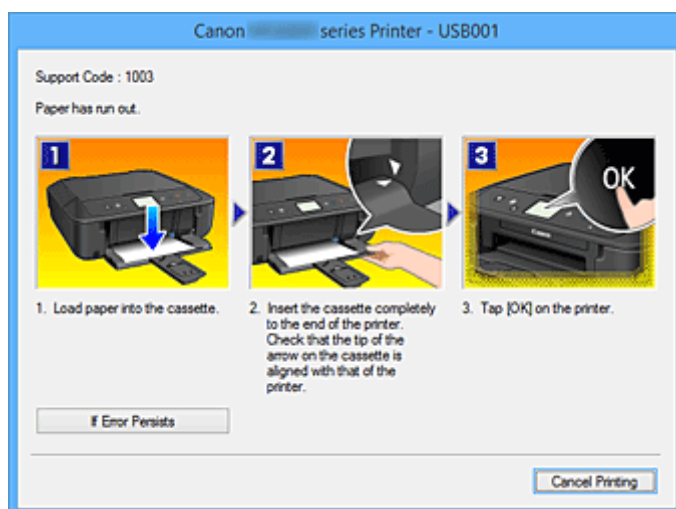 Canon series Printer - USB001
Support Code : 1003
Paper has run out.
1
2
3
OK
Canon
1. Load paper into the cassette.
2. Insert the cassette completely
to the end of the printer.
Check that the tip of the
arrow on the cassette is
aligned with that of the
printer.
3. Tap [OK] on the printer.
If Error Persists
Cancel Printing